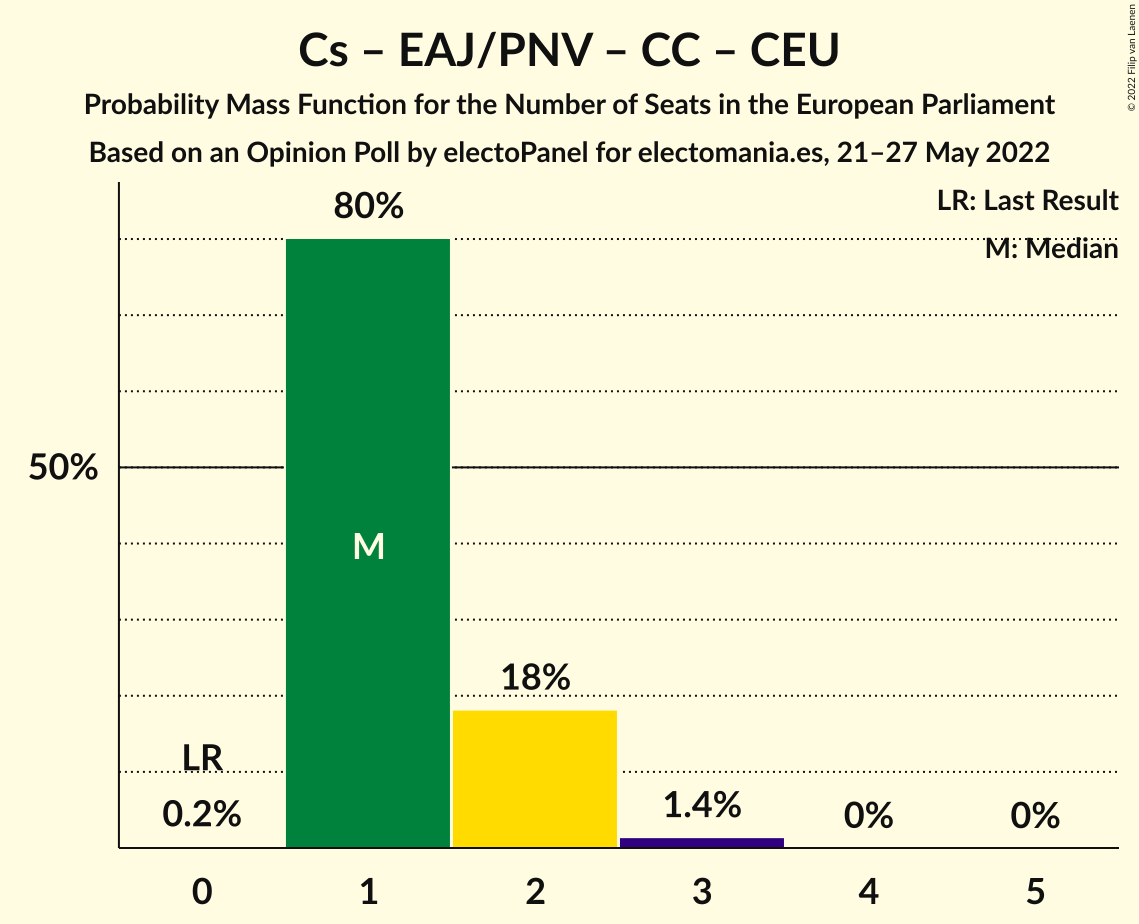 © 2022 Filip van Laenen
Cs – EAJ/PNV – CC – CEU
Probability Mass Function for the Number of Seats in the European Parliament
Based on an Opinion Poll by electoPanel for electomania.es, 21–27 May 2022
LR: Last Result
M: Median
80%
50%
M
18%
LR
0.2%
1.4%
0%
0%
0 1 2 3 4 5